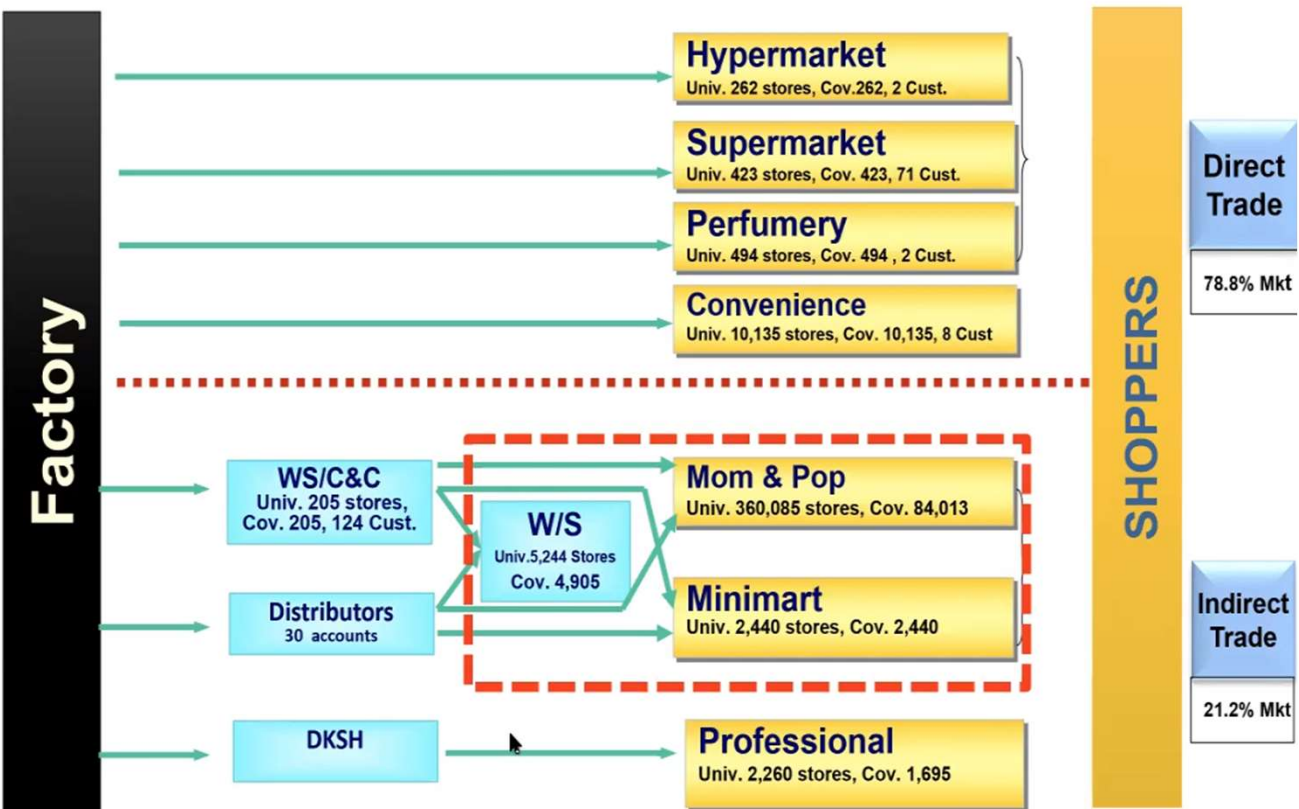 Factory
Hypermarket
Univ. 262 stores, Cov.262, 2 Cust.
Supermarket
Univ. 423 stores, Cov. 423, 71 Cust.
Perfumery
Univ. 494 stores, Cov. 494 , 2 Cust.
Convenience
Univ. 10,135 stores, Cov. 10,135, 8 Cust
WS/C&C
Univ. 205 stores,
Cov. 205, 124 Cust.
W/S
Univ.5,244 Stores
Cov. 4,905
Distributors
30 accounts
Mom & Pop
Univ. 360,085 stores, Cov. 84,013
Minimart
Univ. 2,440 stores, Cov. 2,440
DKSH
Professional
Univ. 2,260 stores, Cov. 1,695
SHOPPERS
Direct
Trade
78.8% Mkt
Indirect
Trade
21.2% Mkt